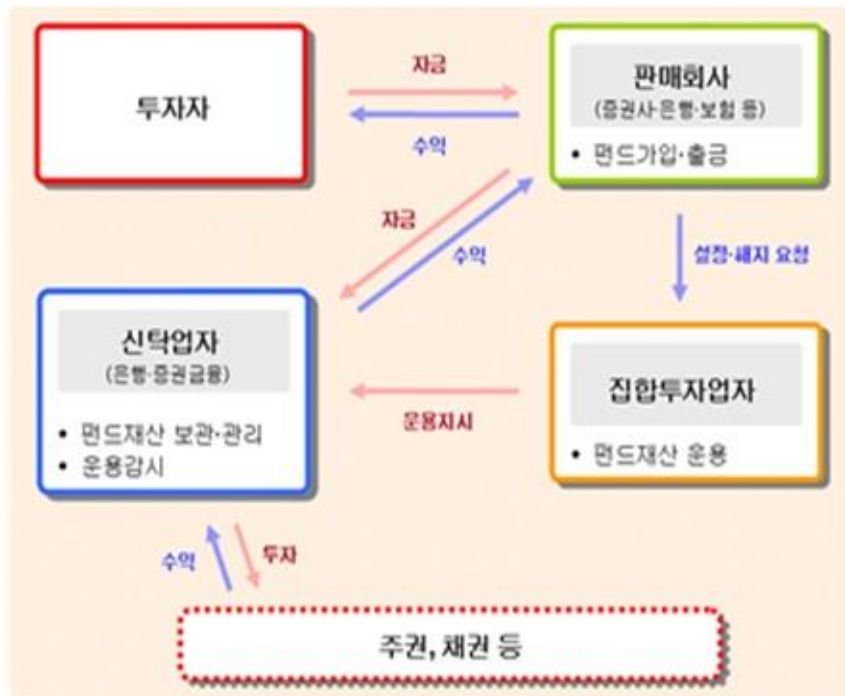 투자자
자금
수익
판매회사
(증권사·은행·보험 등)
• 펀드가입·출금
자금
수익
설정·해지 요청
신탁업자
(은행·증권금융)
• 펀드재산 보관·관리
• 운용감시
운용지시
집합투자업자
• 펀드재산 운용
수익
투자
주권, 채권 등